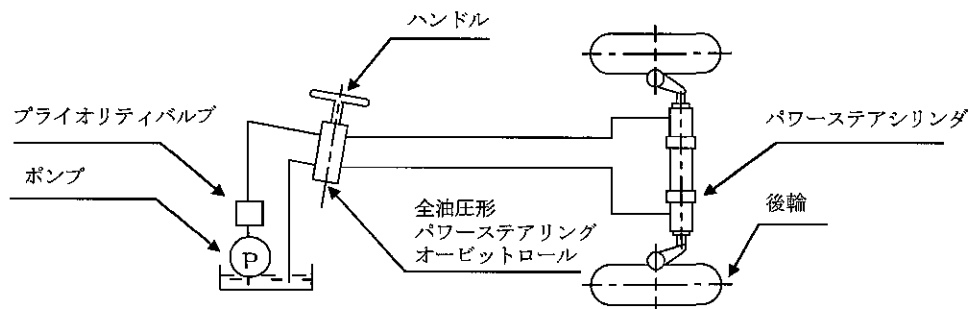 ハンドル
プライオリティバルブ
パワーステアシリンダ
ポンプ
全油圧形
パワーステアリング
オービットロール
後輪
P